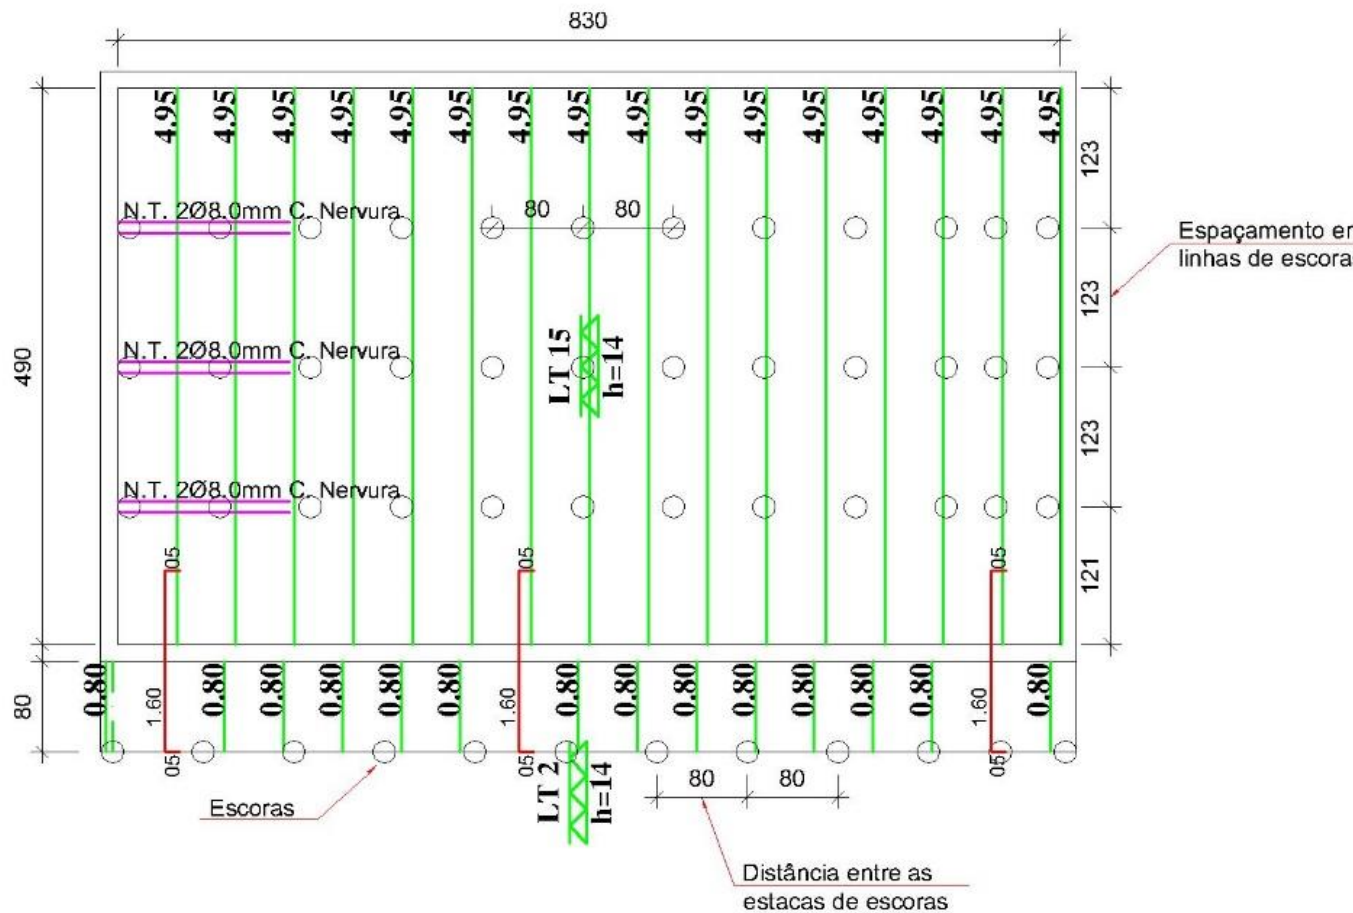 830
4.95 4.95 4.95 4.95 4.95 4.95 4.95 4.95 4.95 4.95 4.95 4.95 4.95 4.95 4.95 4.95
123
N.T. 2Ø8.0mm C. Nervura
80 80
Espaçamento
linhas de
123
490
N.T. 2Ø8.0mm C. Nervura
LT 15
h=14
123
N.T. 2Ø8.0mm C. Nervura
05 05 05
121
80
0.80 0.80 0.80 0.80 0.80 0.80 0.80 0.80 0.80 0.80 0.80 0.80 0.80 0.80 0.80
1.60 1.60 1.60
05 05 05
Escoras
LT 2
h=14
80 80
Distância entre as
estacas de escoras